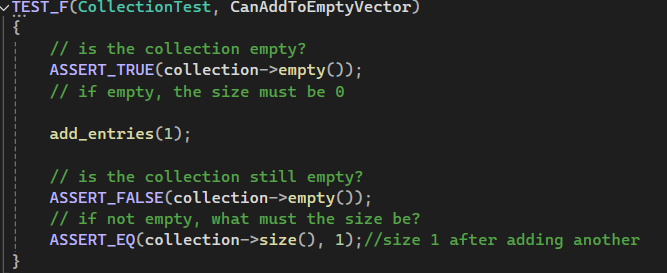 TEST_F(CollectionTest, CanAddToEmptyVector)
{
// is the collection empty?
ASSERT_TRUE(collection->empty());
// if empty, the size must be 0
add_entries(1);
// is the collection still empty?
ASSERT_FALSE(collection->empty());
// if not empty, what must the size be?
ASSERT_EQ(collection->size(), 1);//size 1 after adding another
}